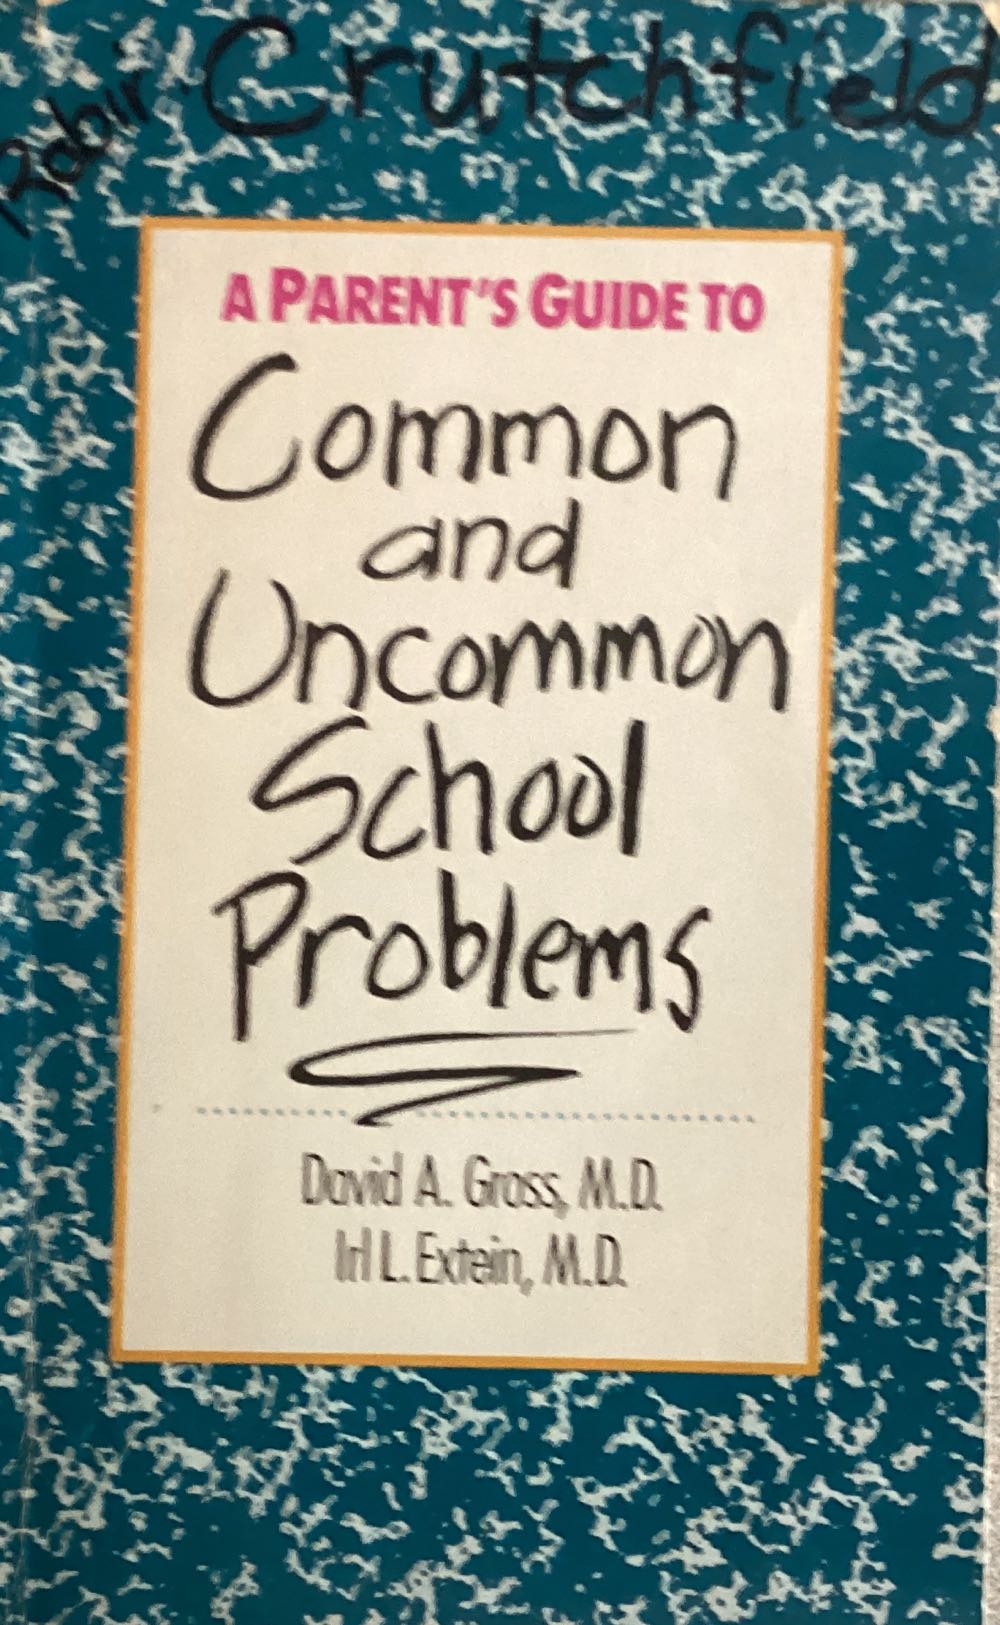 Robin Crutchfield
A PARENT'S GUIDE TO
Common
and
Uncommon
School
Problems
David A. Gross, M.D.
Irl L. Extein, M.D.